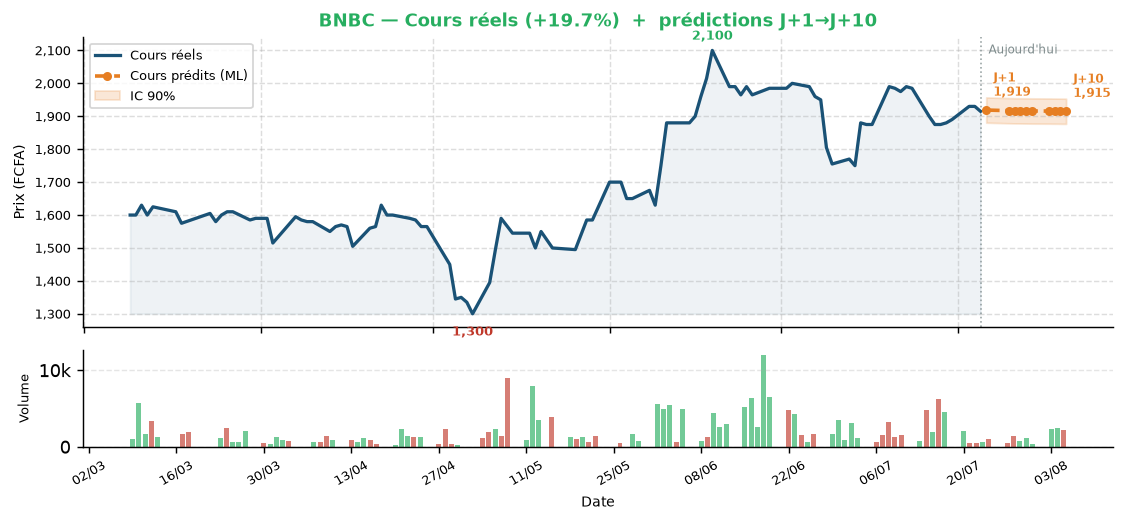 BNBC — Cours réels (+19.7%)  +  prédictions J+1→J+10
2,100
Cours réels
Cours prédits (ML)
IC 90%
Aujourd'hui
J+1
1,919
J+10
1,915
Prix (FCFA)
2,100
2,000
1,900
1,800
1,700
1,600
1,500
1,400
1,300
1,300
Volume
10k
0
02/03
16/03
30/03
13/04
27/04
11/05
25/05
08/06
22/06
06/07
20/07
03/08
Date